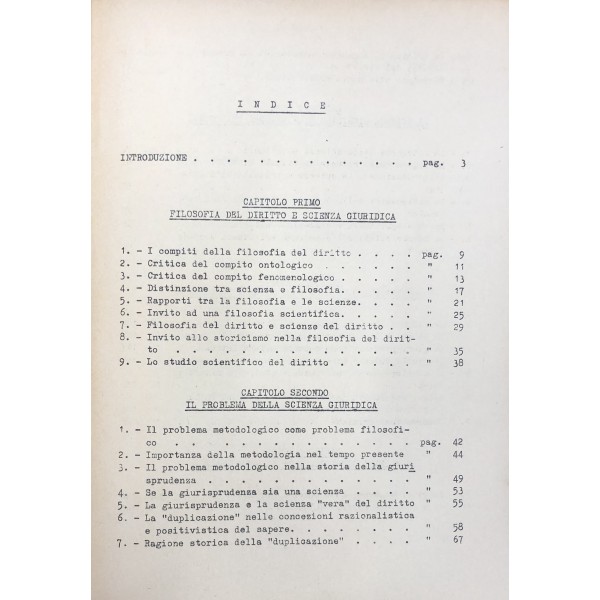 I N D I C E
INTRODUZIONE . . . . . . . . . . . . . . pag. 3
CAPITOLO PRIMO
FILOSOFIA DEL DIRITTO E SCIENZA GIURIDICA
1. - I compiti della filosofia del diritto . . . . pag. 9
2. - Critica del compito ontologico . . . . . . . " 11
3. - Critica del compito fenomenologico . . . . . " 13
4. - Distinzione tra scienza e filosofia. . . . . " 17
5. - Rapporti tra la filosofia e le scienze. . . . " 21
6. - Invito ad una filosofia scientifica. . . . . " 25
7. - Filosofia del diritto e scienze del diritto . . " 29
8. - Invito allo storicismo nella filosofia del dirit-
to . . . . . . . . . . . . . . . " 35
9. - Lo studio scientifico del diritto . . . . . " 38
CAPITOLO SECONDO
IL PROBLEMA DELLA SCIENZA GIURIDICA
1. - Il problema metodologico come problema filosofi-
co . . . . . . . . . . . . . . pag. 42
2. - Importanza della metodologia nel tempo presente " 44
3. - Il problema metodologico nella storia della giuri
sprudenza . . . . . . . . . . . . " 49
4. - Se la giurisprudenza sia una scienza . . . . " 53
5. - La giurisprudenza e la scienza "vera" del diritto " 55
6. - La "duplicazione" nelle concezioni razionalistica
e positivistica del sapere. . . . . . . . " 58
7. - Ragione storica della "duplicazione" . . . . " 67